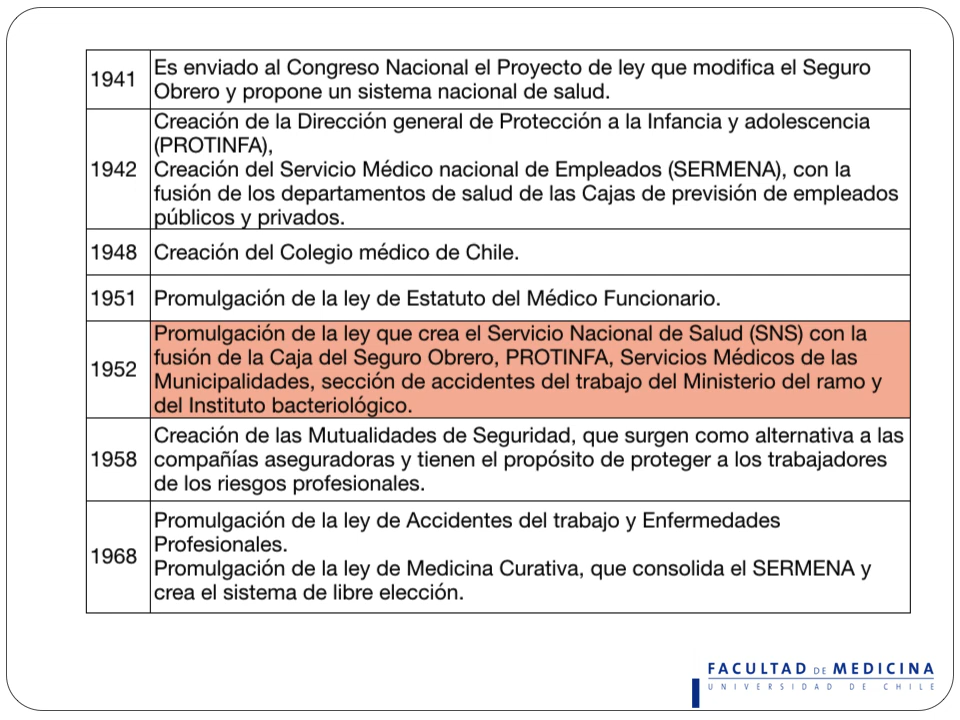 1941
Es enviado al Congreso Nacional el Proyecto de ley que modifica el Seguro
Obrero y propone un sistema nacional de salud.
1942
Creación de la Dirección general de Protección a la Infancia y adolescencia
(PROTINFA),
Creación del Servicio Médico nacional de Empleados (SERMENA), con la
fusión de los departamentos de salud de las Cajas de previsión de empleados
públicos y privados.
1948
Creación del Colegio médico de Chile.
1951
Promulgación de la ley de Estatuto del Médico Funcionario.
1952
Promulgación de la ley que crea el Servicio Nacional de Salud (SNS) con la
fusión de la Caja del Seguro Obrero, PROTINFA, Servicios Médicos de las
Municipalidades, sección de accidentes del trabajo del Ministerio del ramo y
del Instituto bacteriológico.
1958
Creación de las Mutualidades de Seguridad, que surgen como alternativa a las
compañías aseguradoras y tienen el propósito de proteger a los trabajadores
de los riesgos profesionales.
1968
Promulgación de la ley de Accidentes del trabajo y Enfermedades
Profesionales.
Promulgación de la ley de Medicina Curativa, que consolida el SERMENA y
crea el sistema de libre elección.
FACULTAD DE MEDICINA
UNIVERSIDAD DE CHILE